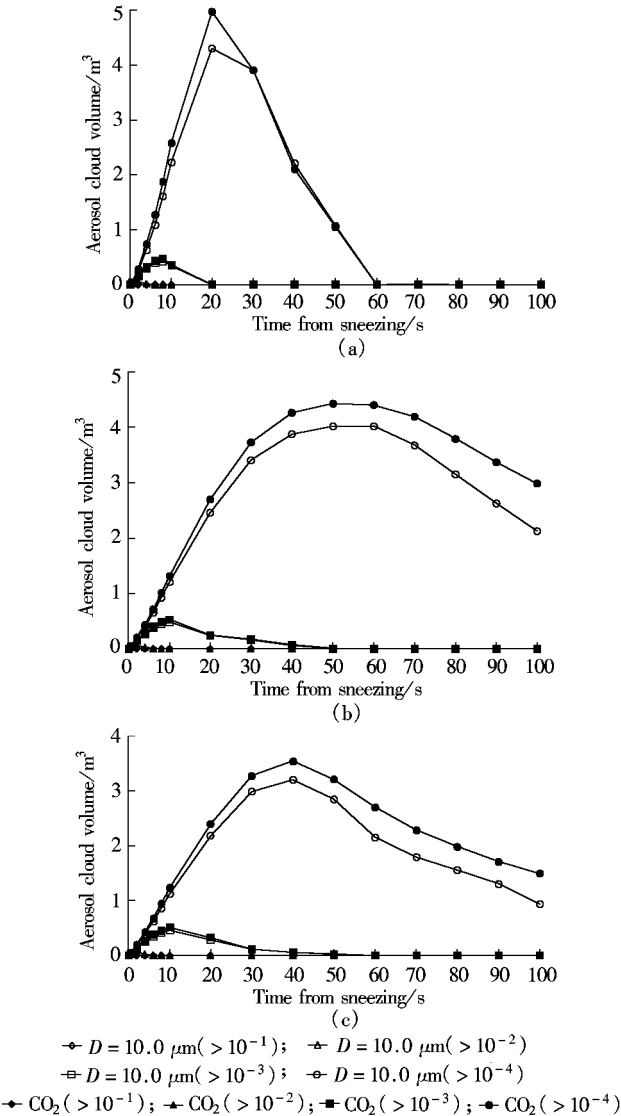 5
4
3
2
1
0
Aerosol cloud volume/m³
0 10 20 30 40 50 60 70 80 90 100
Time from sneezing/s
(a)
5
4
3
2
1
0
Aerosol cloud volume/m³
0 10 20 30 40 50 60 70 80 90 100
Time from sneezing/s
(b)
4
3
2
1
0
Aerosol cloud volume/m³
0 10 20 30 40 50 60 70 80 90 100
Time from sneezing/s
(c)
D = 10.0 μm(>10⁻¹); D = 10.0 μm(>10⁻²)
D = 10.0 μm(>10⁻³); D = 10.0 μm(>10⁻⁴)
CO₂(>10⁻¹); CO₂(>10⁻²); CO₂(>10⁻³); CO₂(>10⁻⁴)